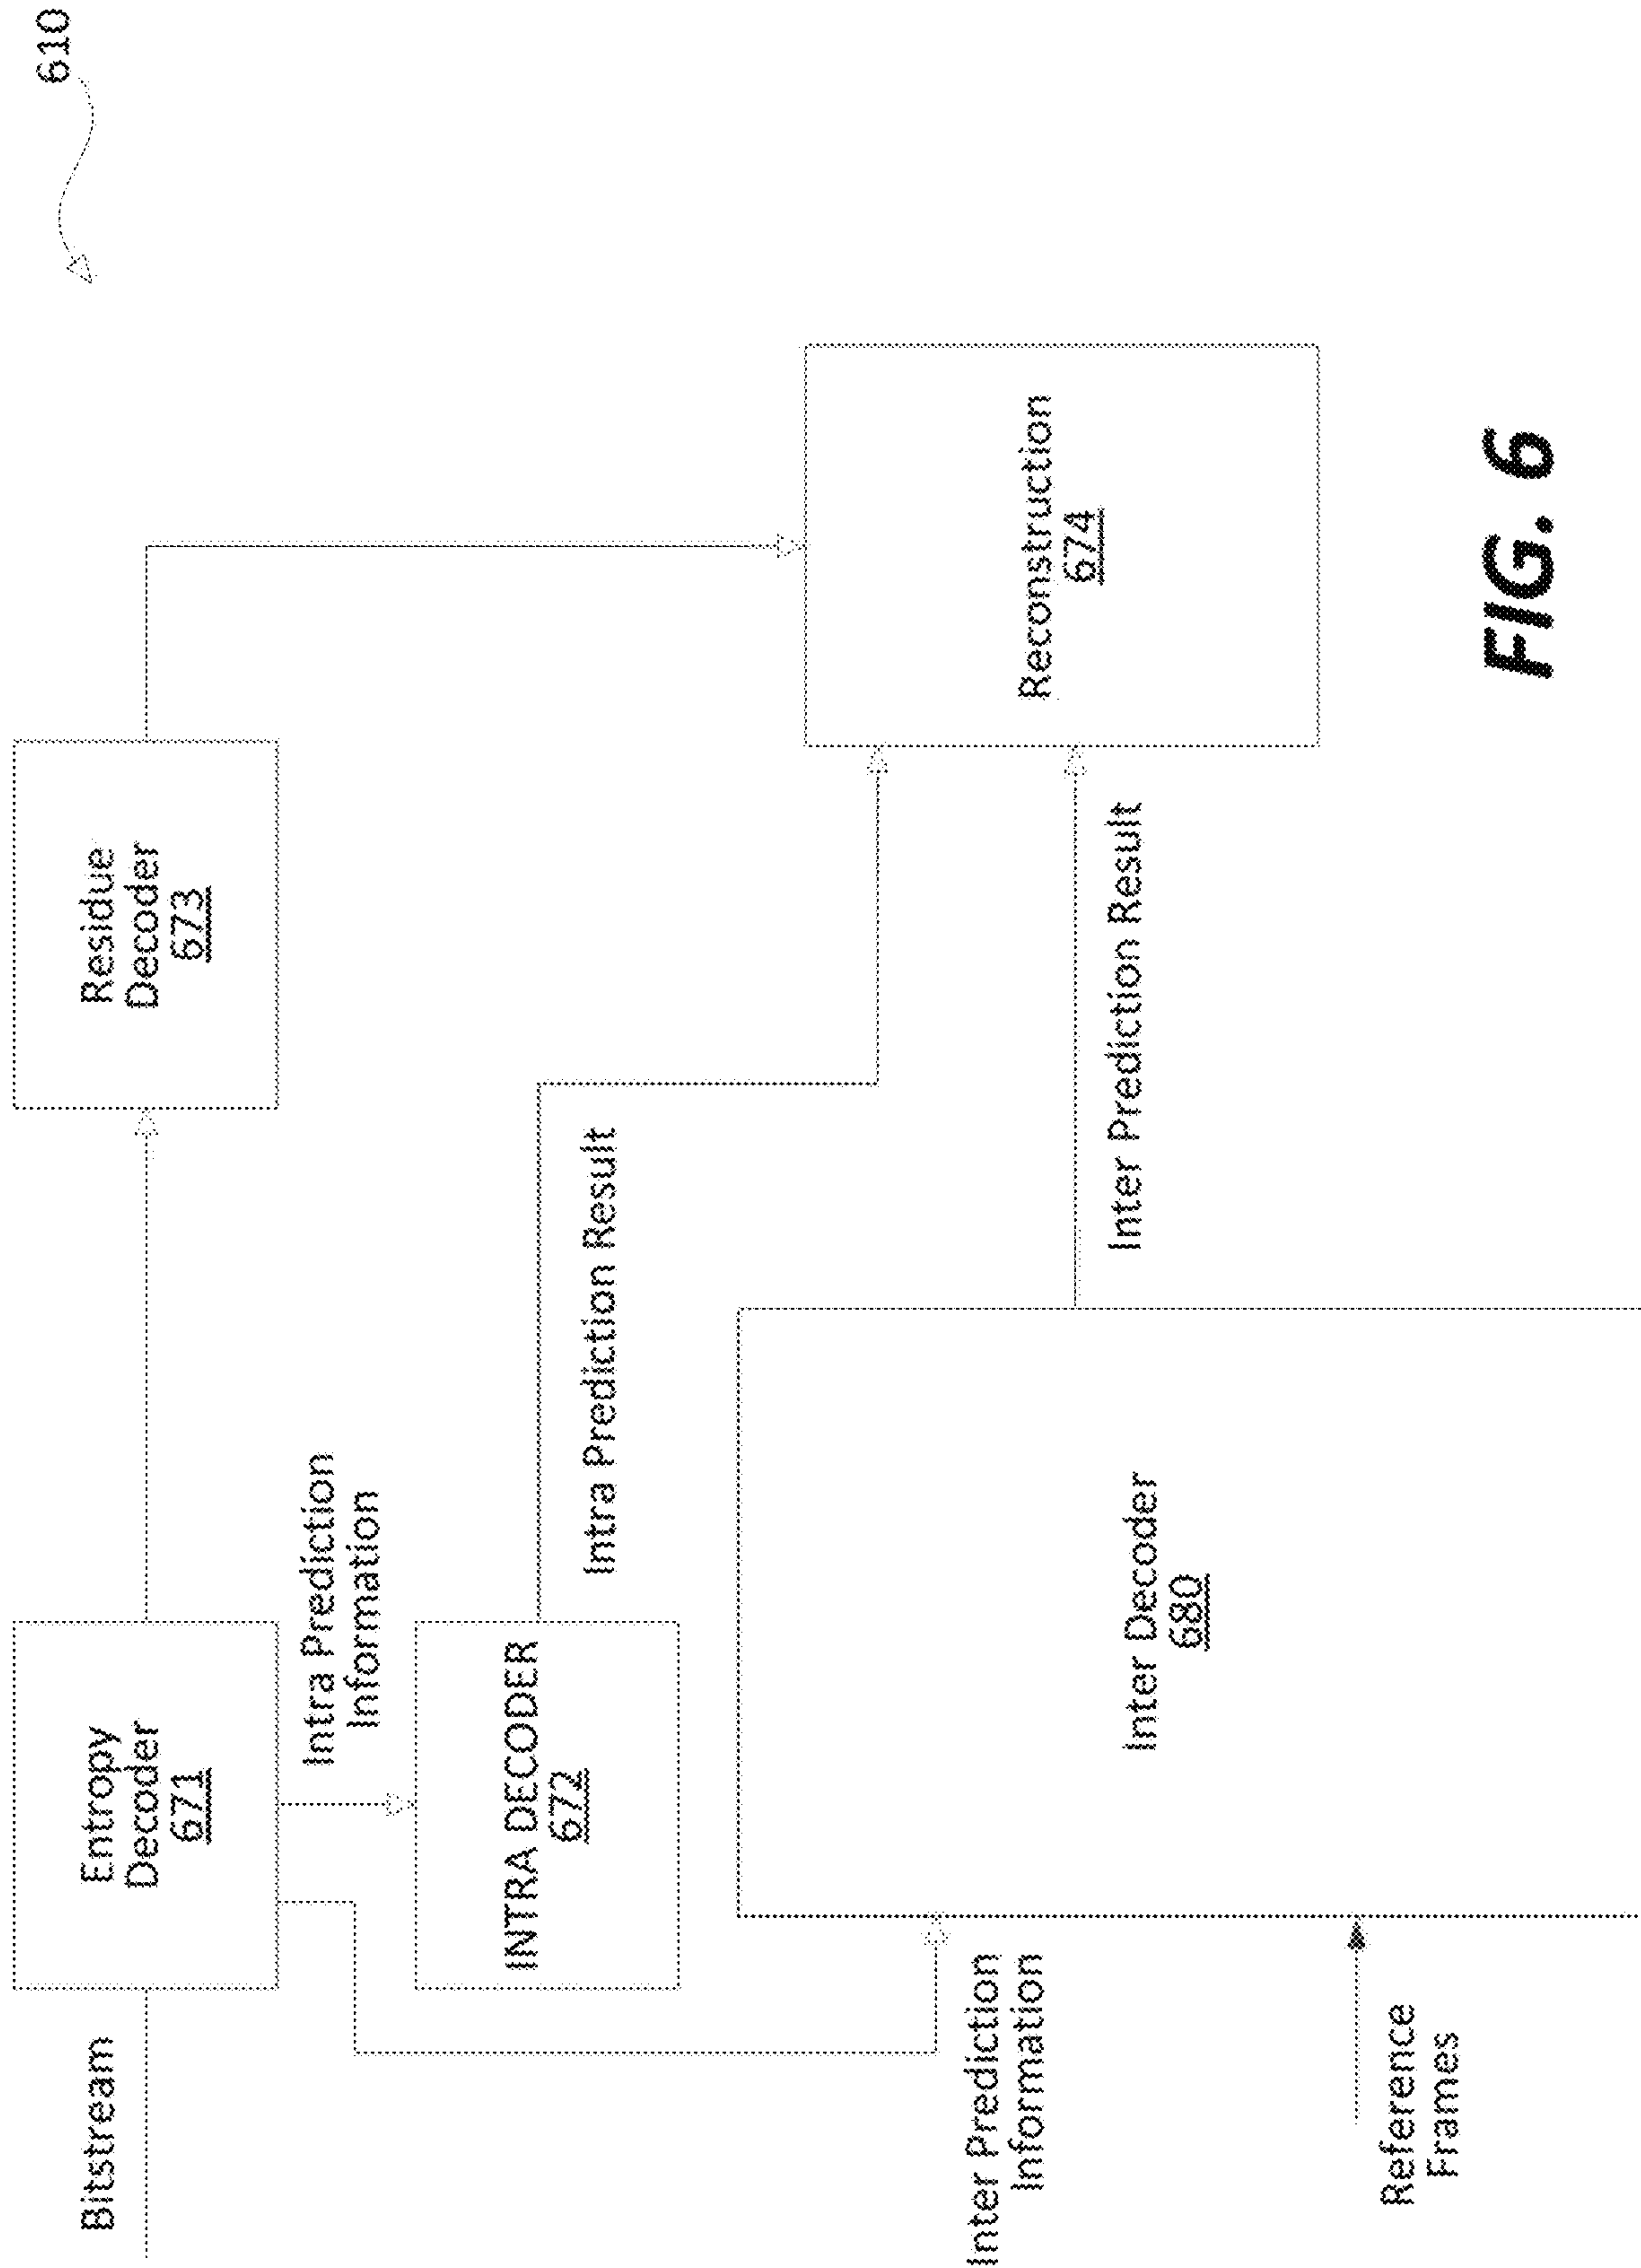 610
Bitstream
Entropy
Decoder
671
Residue
Decoder
673
Intra Prediction
Information
INTRA DECODER
672
Intra Prediction Result
Inter Prediction
Information
Inter Decoder
680
Inter Prediction Result
Reconstruction
674
Reference
Frames
FIG. 6